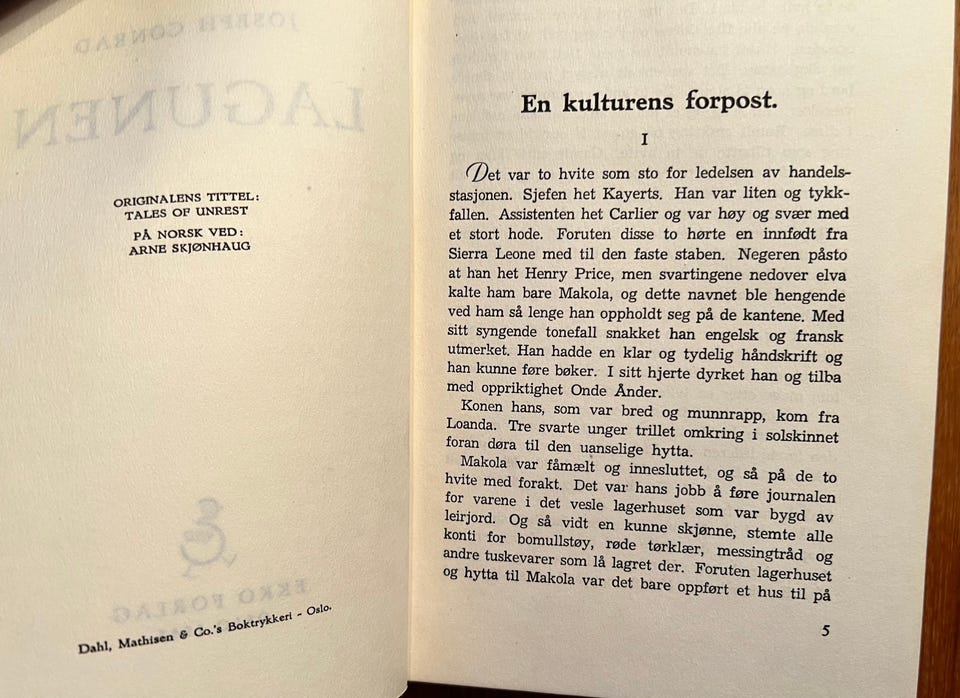 JOSEPH CONRAD
LAGUNEN
ORIGINALENS TITTEL:
TALES OF UNREST
PÅ NORSK VED:
ARNE SKJØNHAUG
EKKO FORLAG
Dahl, Mathisen & Co.'s Boktrykkeri - Oslo.
En kulturens forpost.
I
Det var to hvite som sto for ledelsen av handels-
stasjonen. Sjefen het Kayerts. Han var liten og tykk-
fallen. Assistenten het Carlier og var høy og svær med
et stort hode. Foruten disse to hørte en innfødt fra
Sierra Leone med til den faste staben. Negeren påsto
at han het Henry Price, men svartingene nedover elva
kalte ham bare Makola, og dette navnet ble hengende
ved ham så lenge han oppholdt seg på de kantene. Med
sitt syngende tonefall snakket han engelsk og fransk
utmerket. Han hadde en klar og tydelig håndskrift og
han kunne føre bøker. I sitt hjerte dyrket han og tilba
med oppriktighet Onde Ånder.
Konen hans, som var bred og munnrapp, kom fra
Loanda. Tre svarte unger trillet omkring i solskinnet
foran døra til den uanselige hytta.
Makola var fåmælt og innesluttet, og så på de to
hvite med forakt. Det var hans jobb å føre journalen
for varene i det vesle lagerhuset som var bygd av
leirjord. Og så vidt en kunne skjønne, stemte alle
konti for bomullstøy, røde tørklær, messingtråd og
andre tuskevarer som lå lagret der. Foruten lagerhuset
og hytta til Makola var det bare oppført et hus til på
5